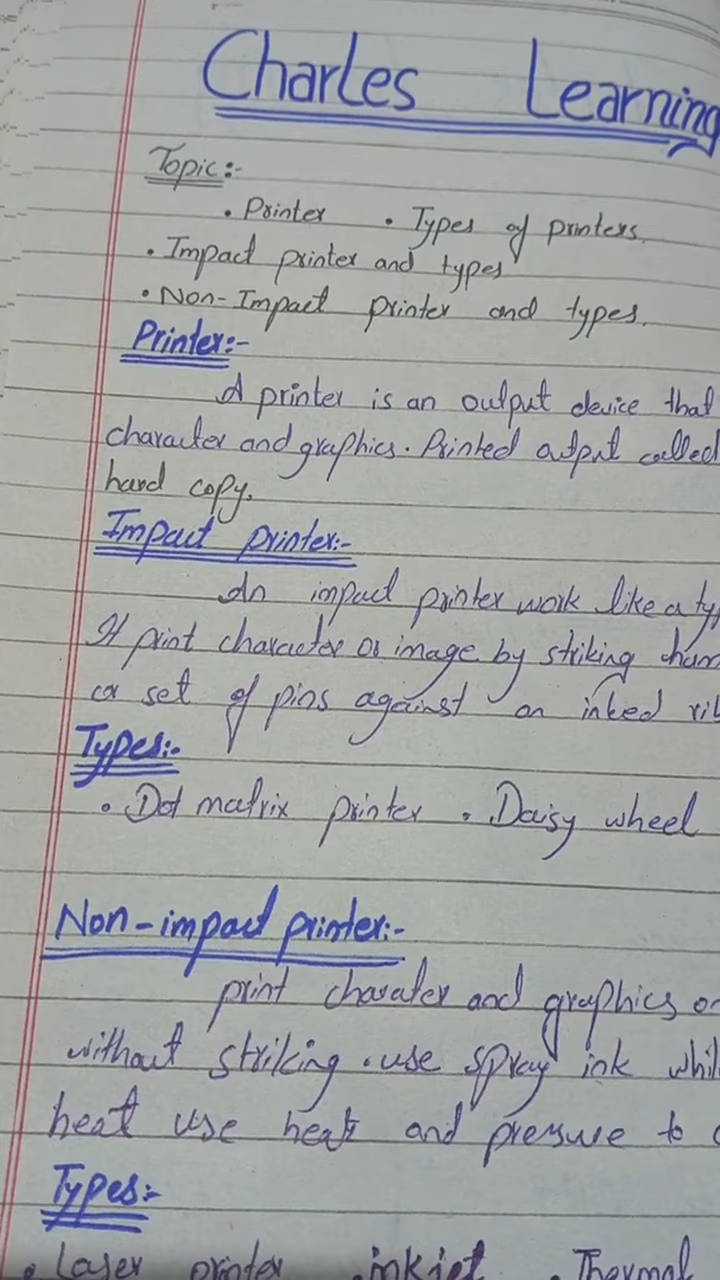 Charles Learning
Topic:-
• Printer • Types of printers.
• Impact printer and types
• Non-Impact printer and types.
Printer:-
A printer is an output device that
character and graphics. Printed output called
hard copy.
Impact printer:-
An impact printer work like a
It print character or image by striking
or set of pins against an inked
Types:-
• Dot matrix printer • Daisy wheel
Non-impact printer:-
print charater and graphics
without striking. use spray ink
heat use heat and pressure to
Types:-
• Laser printer • inkjet • Thermal